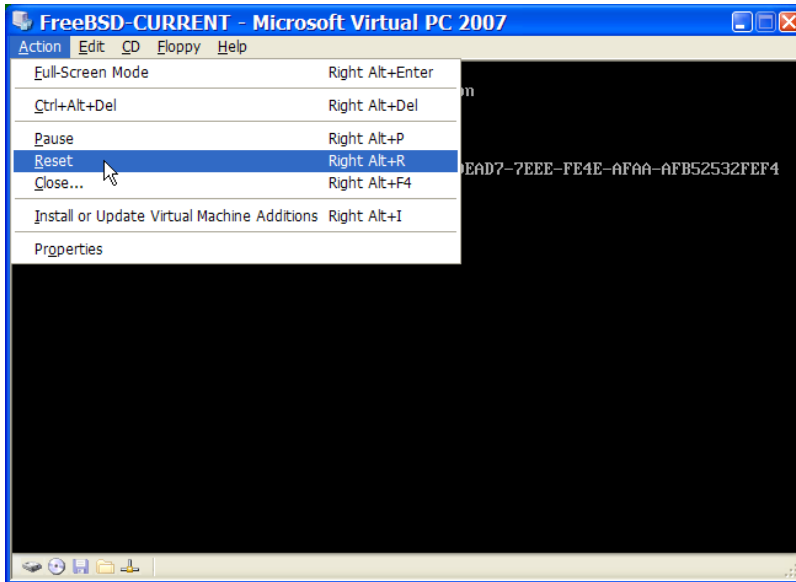 FreeBSD-CURRENT - Microsoft Virtual PC 2007
Action Edit CD Floppy Help
Full-Screen Mode Right Alt+Enter
Ctrl+Alt+Del Right Alt+Del
Pause Right Alt+P
Reset Right Alt+R
Close... Right Alt+F4
Install or Update Virtual Machine Additions Right Alt+I
Properties
on
DEAD7-7EEE-FE4E-AFAA-AFB52532FEF4